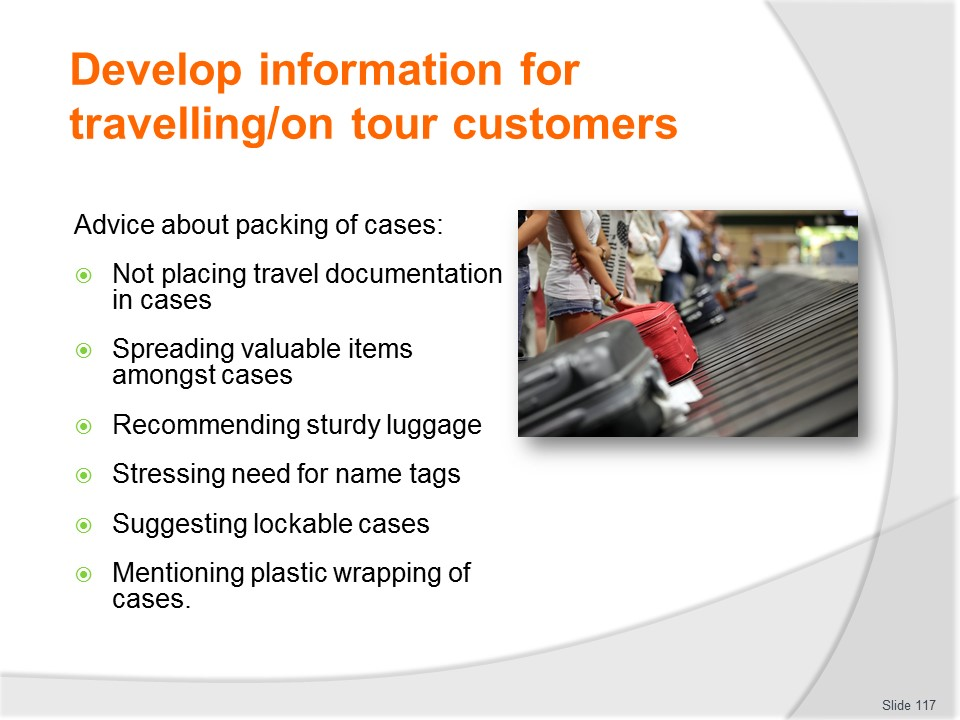 Develop information for
travelling/on tour customers
Advice about packing of cases:
Not placing travel documentation
in cases
Spreading valuable items
amongst cases
Recommending sturdy luggage
Stressing need for name tags
Suggesting lockable cases
Mentioning plastic wrapping of
cases.
Slide 117